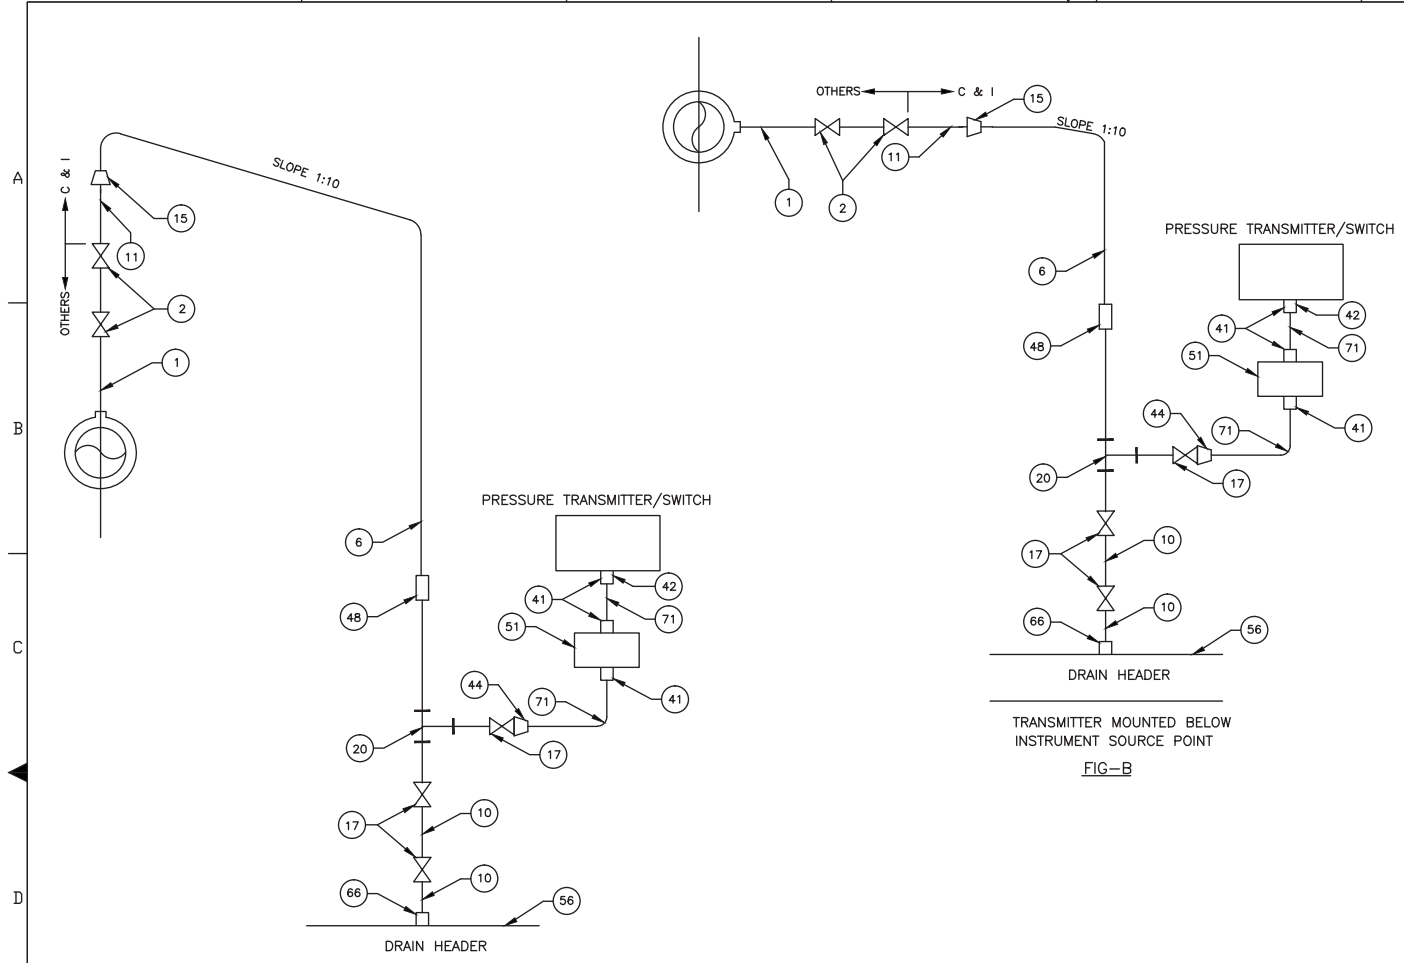 A
B
C
D
C & I
OTHERS
SLOPE 1:10
15
11
2
1
6
48
PRESSURE TRANSMITTER/SWITCH
42
41
71
51
41
44
71
20
17
17
10
10
66
56
DRAIN HEADER
OTHERS
C & I
15
SLOPE 1:10
11
1
2
6
48
PRESSURE TRANSMITTER/SWITCH
42
41
71
51
41
44
71
20
17
17
10
10
66
56
DRAIN HEADER
TRANSMITTER MOUNTED BELOW
INSTRUMENT SOURCE POINT
FIG-B